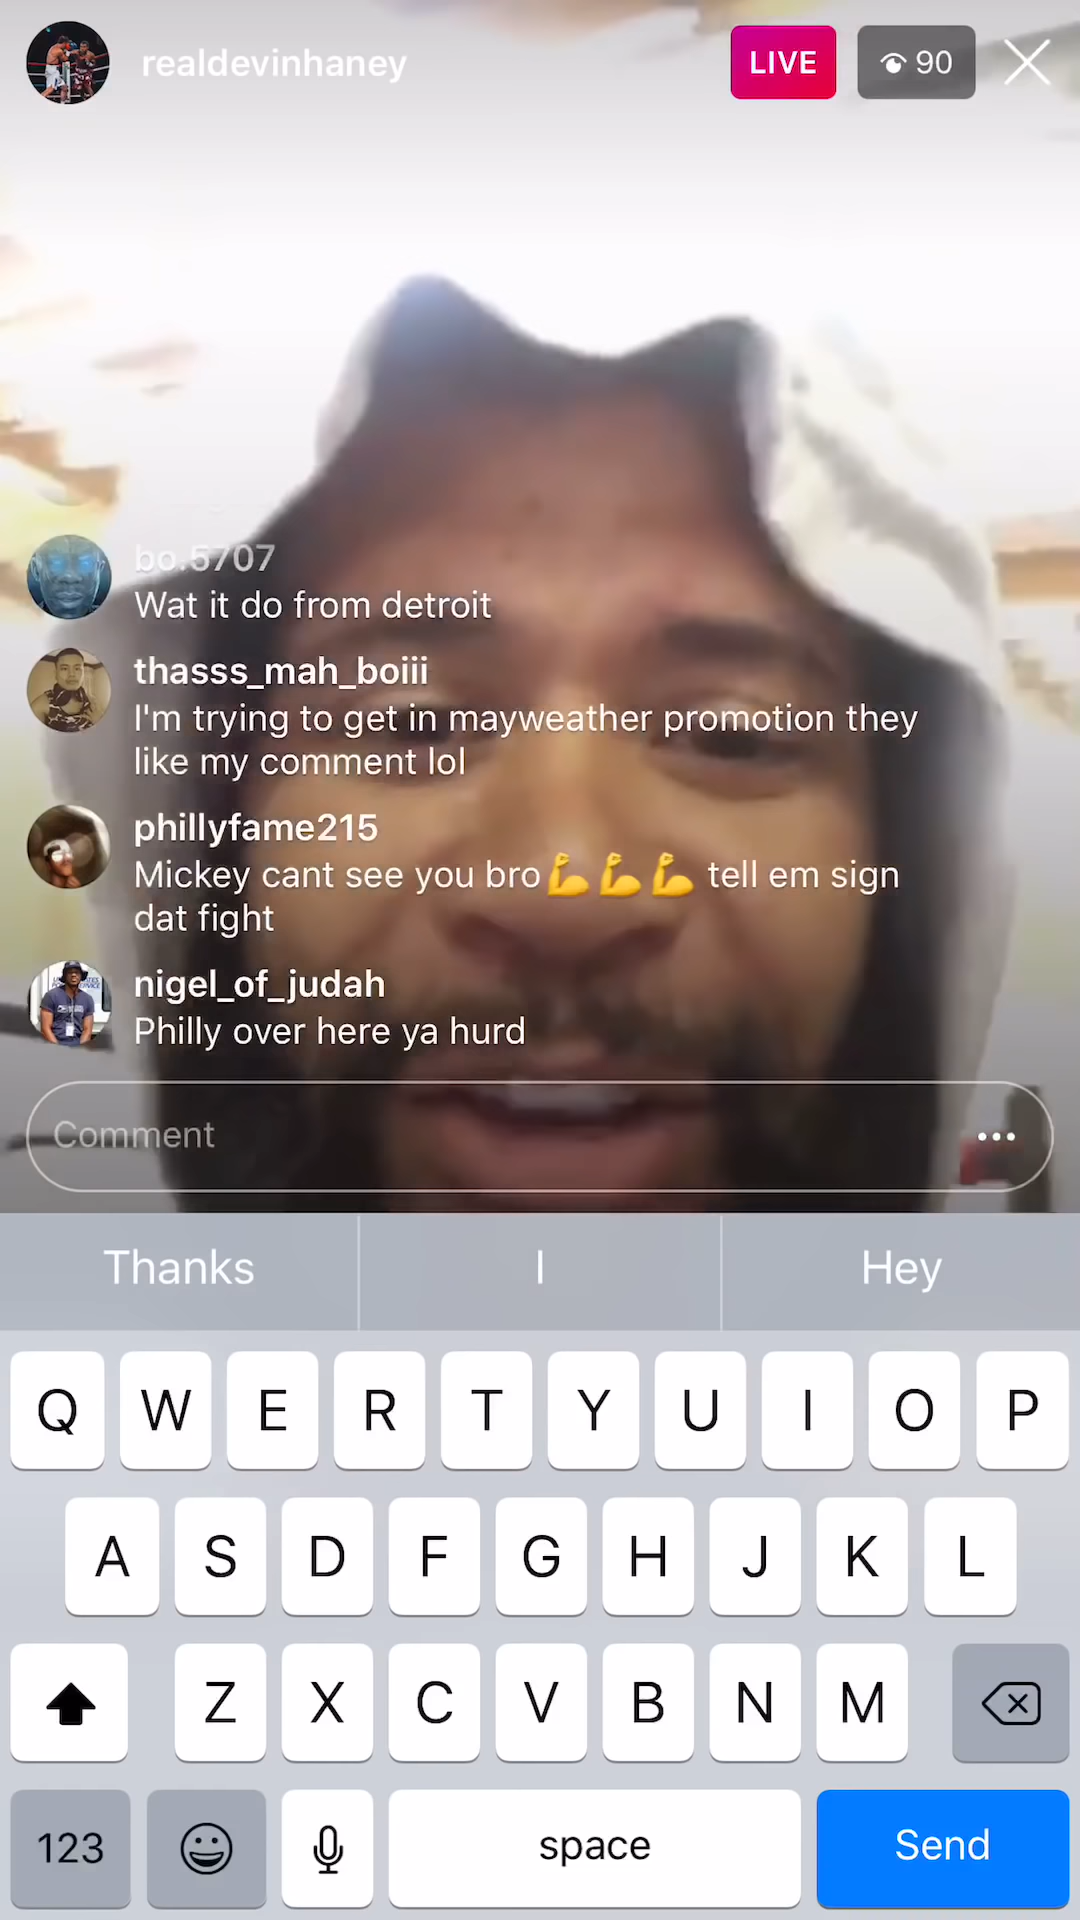 realdevinhaney
LIVE
90
bo.5707
Wat it do from detroit
thasss_mah_boiii
I'm trying to get in mayweather promotion they
like my comment lol
phillyfame215
Mickey cant see you bro💪💪💪 tell em sign
dat fight
nigel_of_judah
Philly over here ya hurd
Comment
Thanks I Hey
Q W E R T Y U I O P
A S D F G H J K L
Z X C V B N M
123 space Send